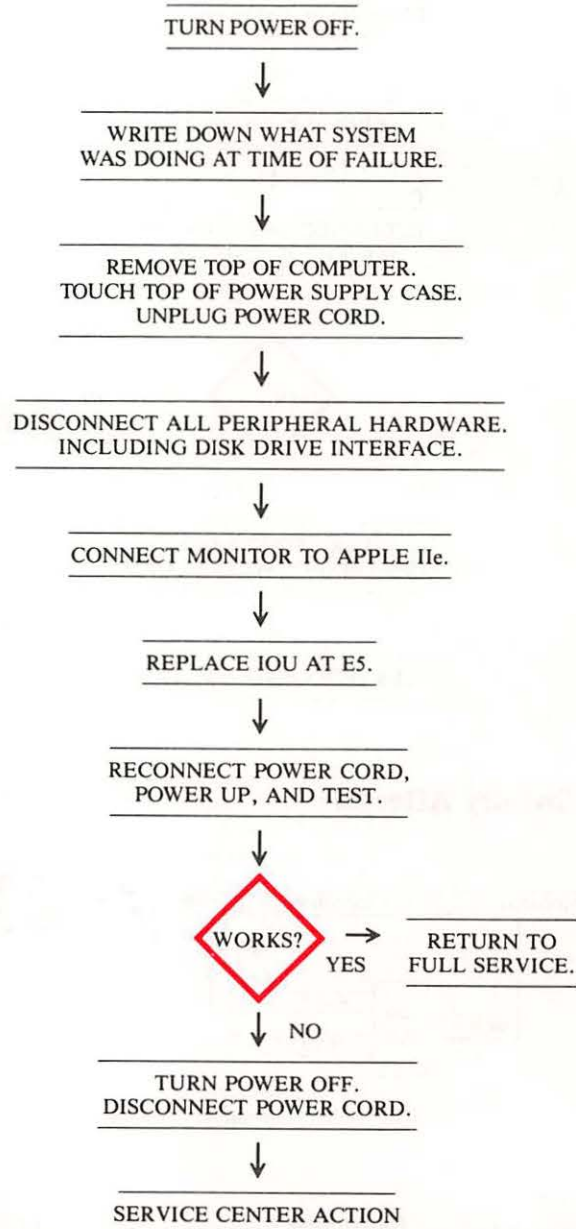 TURN POWER OFF.
WRITE DOWN WHAT SYSTEM
WAS DOING AT TIME OF FAILURE.
REMOVE TOP OF COMPUTER.
TOUCH TOP OF POWER SUPPLY CASE.
UNPLUG POWER CORD.
DISCONNECT ALL PERIPHERAL HARDWARE.
INCLUDING DISK DRIVE INTERFACE.
CONNECT MONITOR TO APPLE IIe.
REPLACE IOU AT E5.
RECONNECT POWER CORD,
POWER UP, AND TEST.
WORKS?
YES
RETURN TO
FULL SERVICE.
NO
TURN POWER OFF.
DISCONNECT POWER CORD.
SERVICE CENTER ACTION